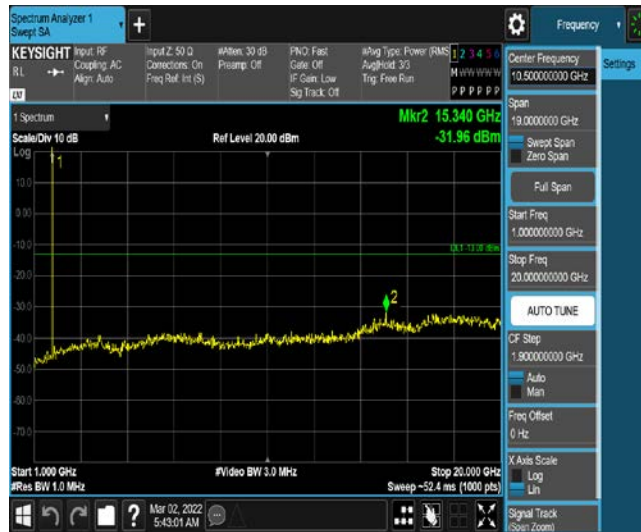 Spectrum Analyzer 1
Swept SA
Frequency
KEYSIGHT
RL
LXI
Input: RF
Coupling: AC
Align: Auto
Input Z: 50 Ω
Corrections: On
Freq Ref: Int (S)
#Atten: 30 dB
Preamp: Off
PNO: Fast
Gate: Off
IF Gain: Low
Sig Track: Off
#Avg Type: Power (RMS
Avg|Hold: 3/3
Trig: Free Run
1 2 3 4 5 6
M W W W W W
P P P P P P
1 Spectrum
Scale/Div 10 dB
Ref Level 20.00 dBm
Mkr2 15.340 GHz
-31.96 dBm
Log
1
10.0
0.00
-10.0
DL1 -13.00 dBm
-20.0
2
-30.0
-40.0
-50.0
-60.0
-70.0
Start 1.000 GHz
#Video BW 3.0 MHz
Stop 20.000 GHz
#Res BW 1.0 MHz
Sweep ~52.4 ms (1000 pts)
Mar 02, 2022
5:43:01 AM
Settings
Center Frequency
10.500000000 GHz
Span
19.0000000 GHz
Swept Span
Zero Span
Full Span
Start Freq
1.000000000 GHz
Stop Freq
20.000000000 GHz
AUTO TUNE
CF Step
1.900000000 GHz
Auto
Man
Freq Offset
0 Hz
X Axis Scale
Log
Lin
Signal Track
(Span Zoom)